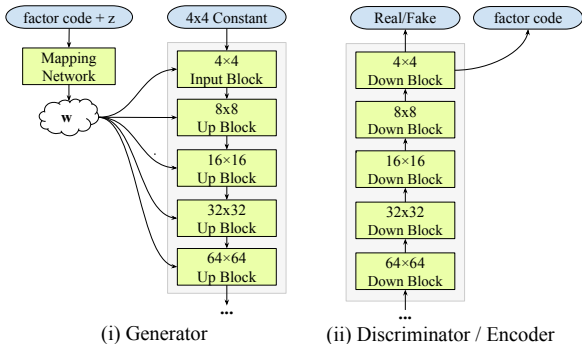 factor code + z
Mapping
Network
w
4x4 Constant
4×4
Input Block
8x8
Up Block
16×16
Up Block
32x32
Up Block
64×64
Up Block
...
(i) Generator
Real/Fake
factor code
4×4
Down Block
8x8
Down Block
16×16
Down Block
32x32
Down Block
64×64
Down Block
...
(ii) Discriminator / Encoder